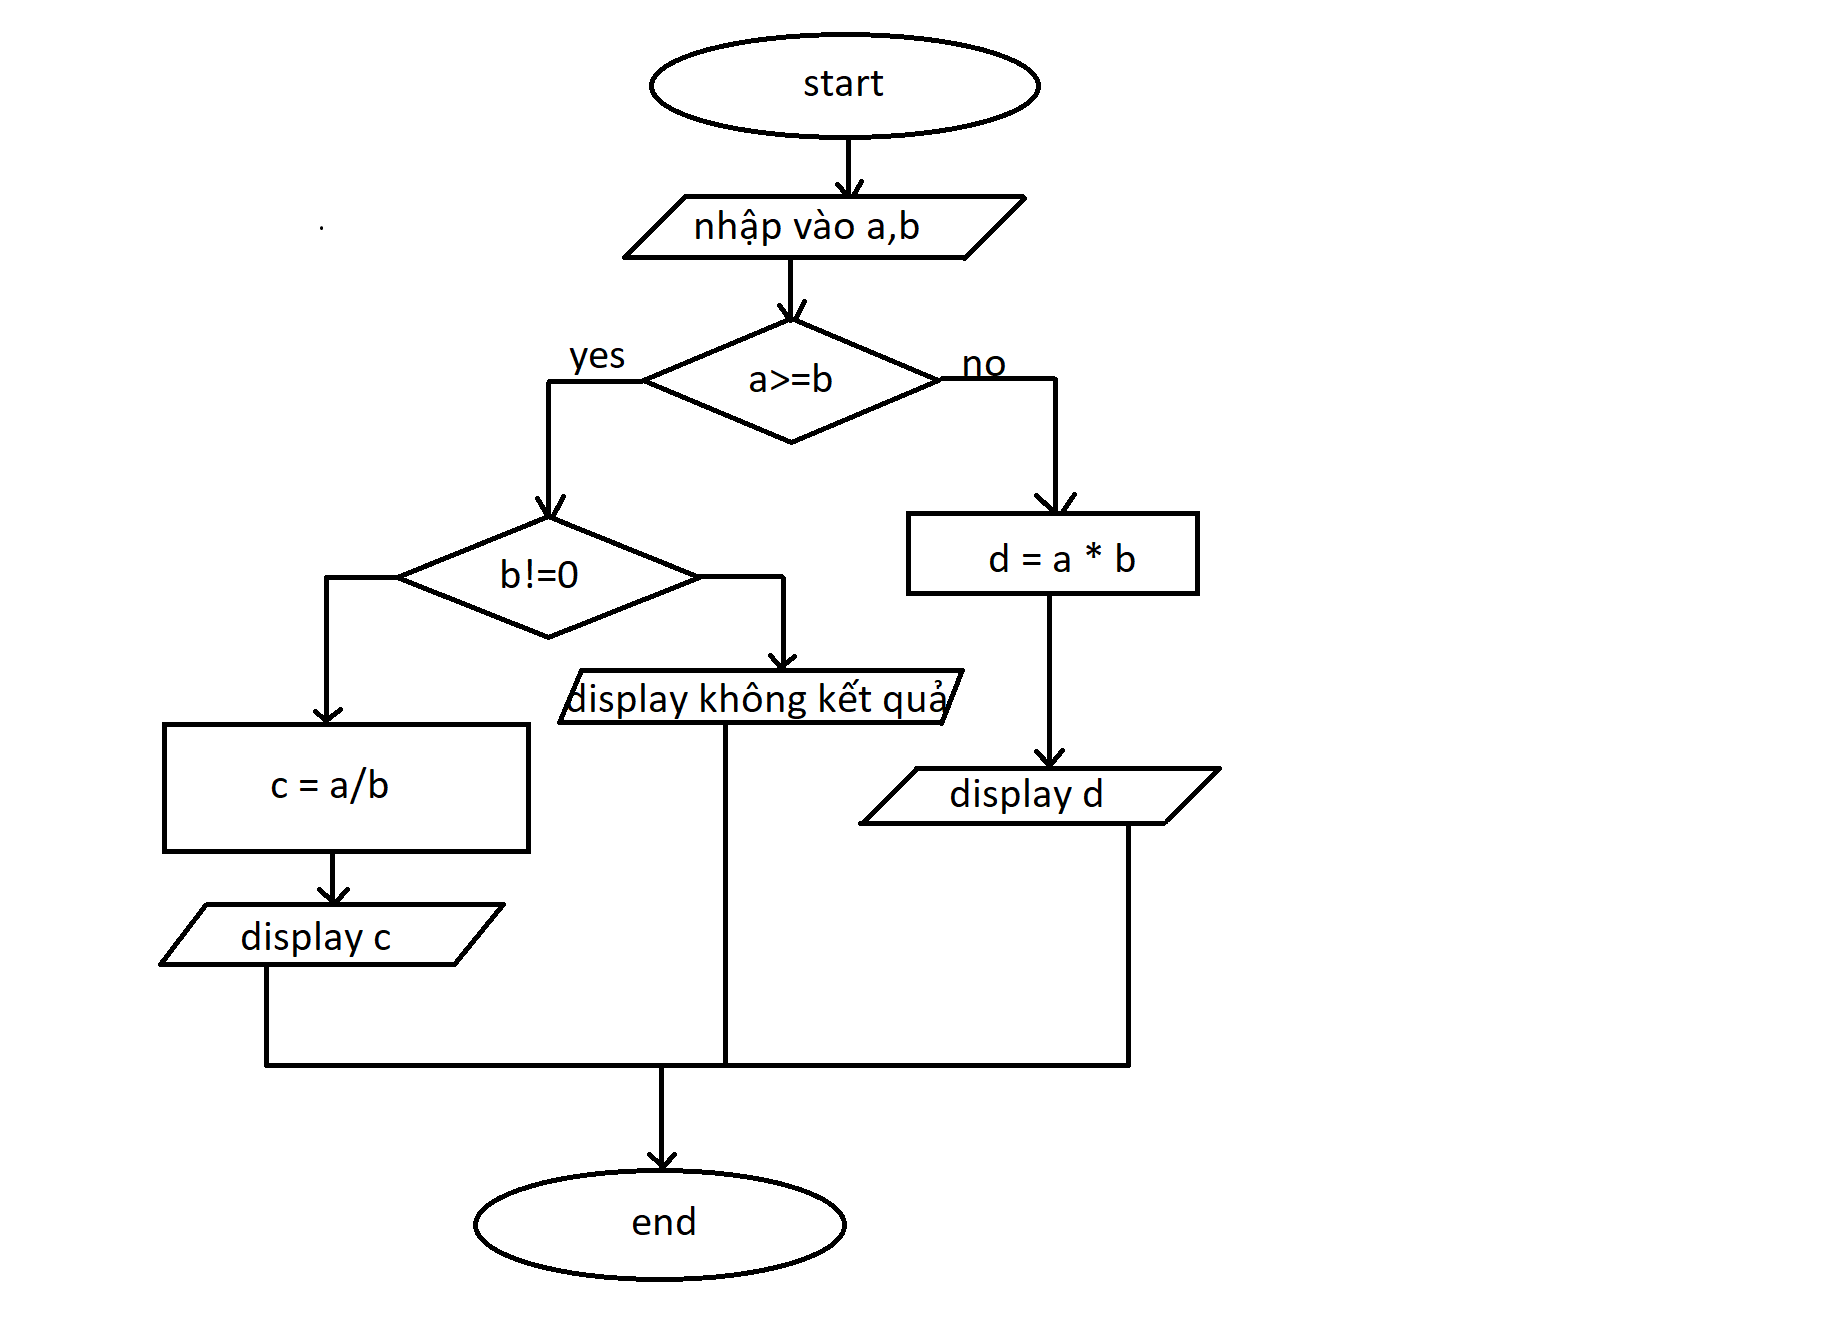 start
nhập vào a,b
yes
a>=b
no
b!=0
d = a * b
display không kết quả
c = a/b
display d
display c
end